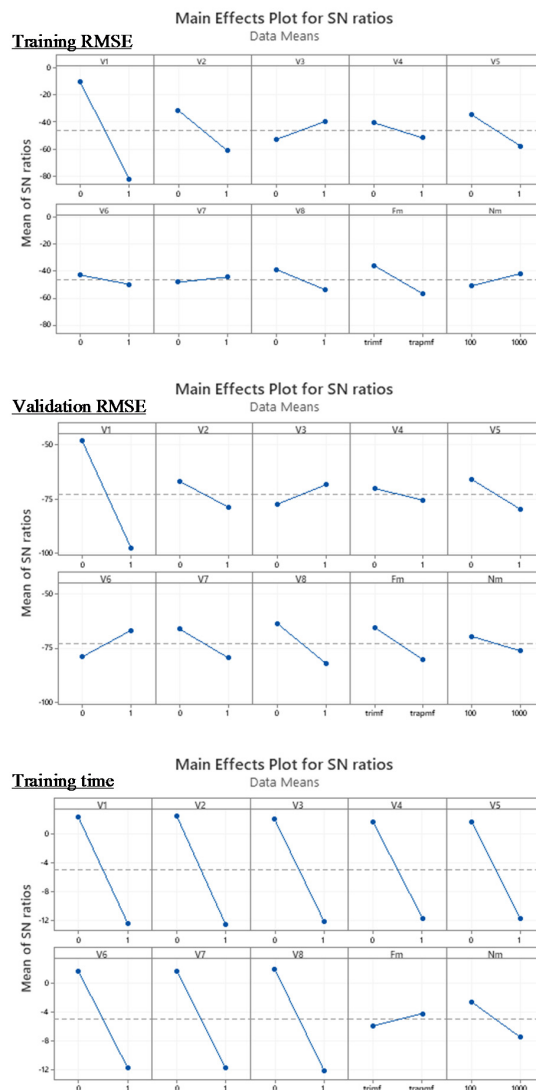 Main Effects Plot for SN ratios
Data Means
Training RMSE
V1 V2 V3 V4 V5
0
-20
-40
-60
-80
0 1 0 1 0 1 0 1 0 1
V6 V7 V8 Fm Nm
0
-20
-40
-60
-80
0 1 0 1 0 1 trimf trapmf 100 1000
Mean of SN ratios
Main Effects Plot for SN ratios
Data Means
Validation RMSE
V1 V2 V3 V4 V5
-50
-75
-100
0 1 0 1 0 1 0 1 0 1
V6 V7 V8 Fm Nm
-50
-75
-100
0 1 0 1 0 1 trimf trapmf 100 1000
Mean of SN ratios
Main Effects Plot for SN ratios
Data Means
Training time
V1 V2 V3 V4 V5
0
-4
-8
-12
0 1 0 1 0 1 0 1 0 1
V6 V7 V8 Fm Nm
0
-4
-8
-12
0 1 0 1 0 1 trimf trapmf 100 1000
Mean of SN ratios